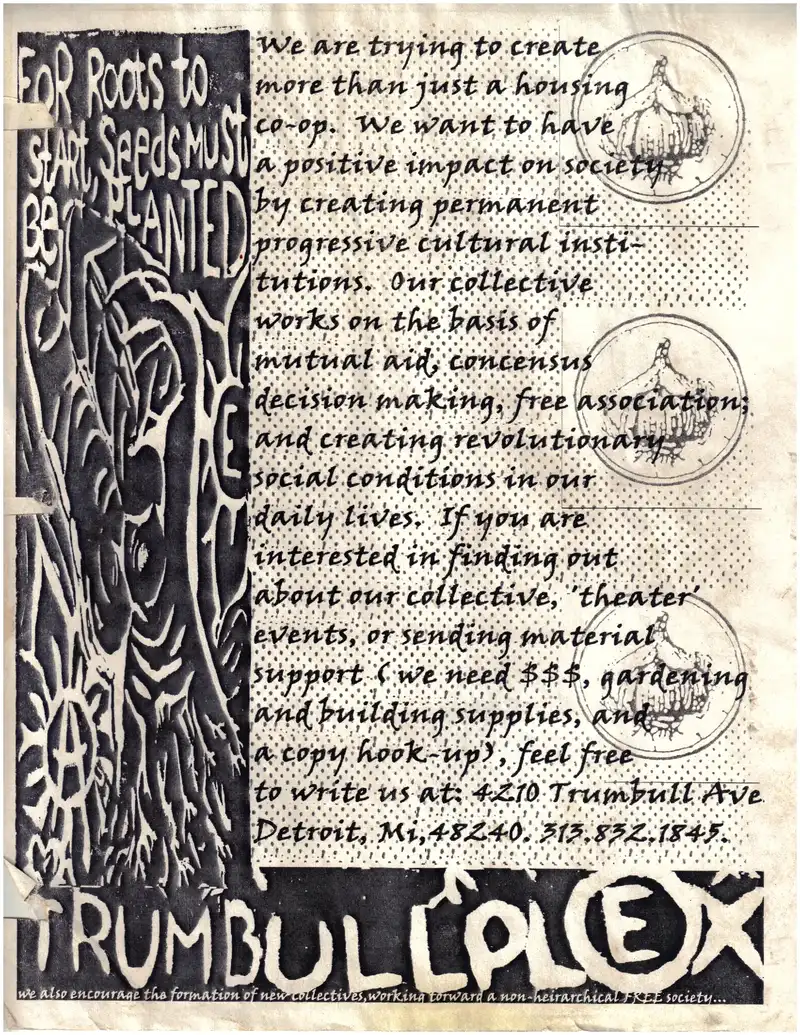 FOR ROOTS to
StART, SeedS MUSt
BE PLANTED
We are trying to create
more than just a housing
co-op. We want to have
a positive impact on society
by creating permanent
progressive cultural insti-
tutions. Our collective
works on the basis of
mutual aid, concensus
decision making, free association;
and creating revolutionary
social conditions in our
daily lives. If you are
interested in finding out
about our collective, 'theater'
events, or sending material
support (we need $$$, gardening
and building supplies, and
a copy hook-up), feel free
to write us at: 4210 Trumbull Ave
Detroit, Mi,48240. 313.832.1845.
A
TRUMBULLPLEX
we also encourage the formation of new collectives,working torward a non-heirarchical FREE society...